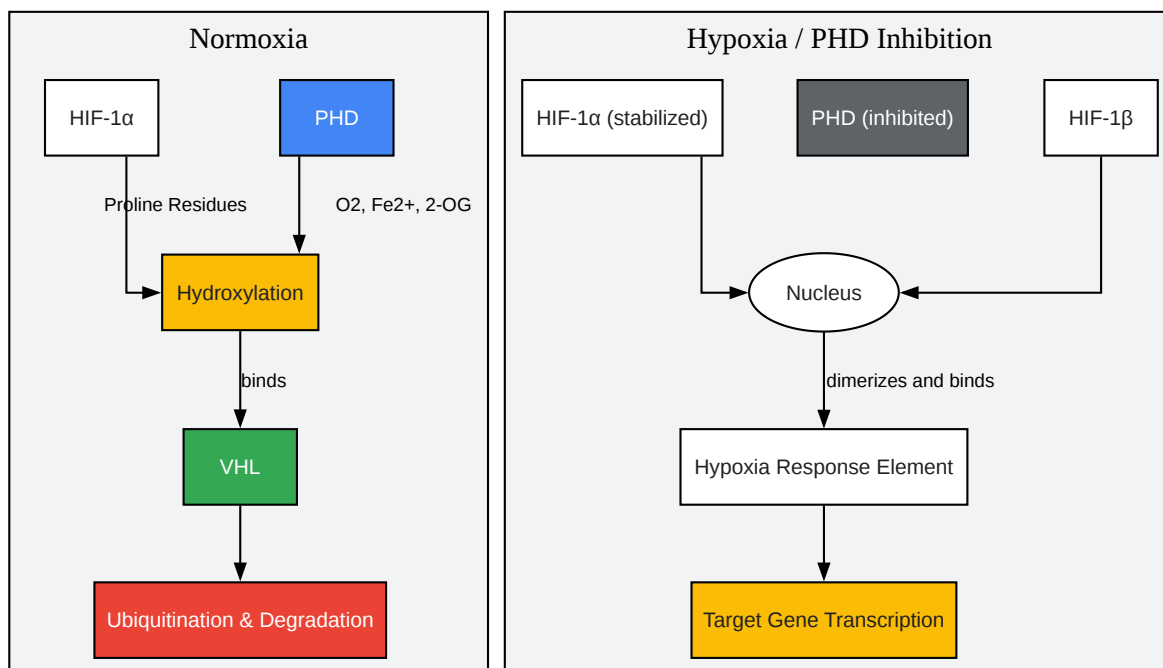 Normoxia
HIF-1α
PHD
Proline Residues
O2, Fe2+, 2-OG
Hydroxylation
binds
VHL
Ubiquitination & Degradation
Hypoxia / PHD Inhibition
HIF-1α (stabilized)
PHD (inhibited)
HIF-1β
Nucleus
dimerizes and binds
Hypoxia Response Element
Target Gene Transcription